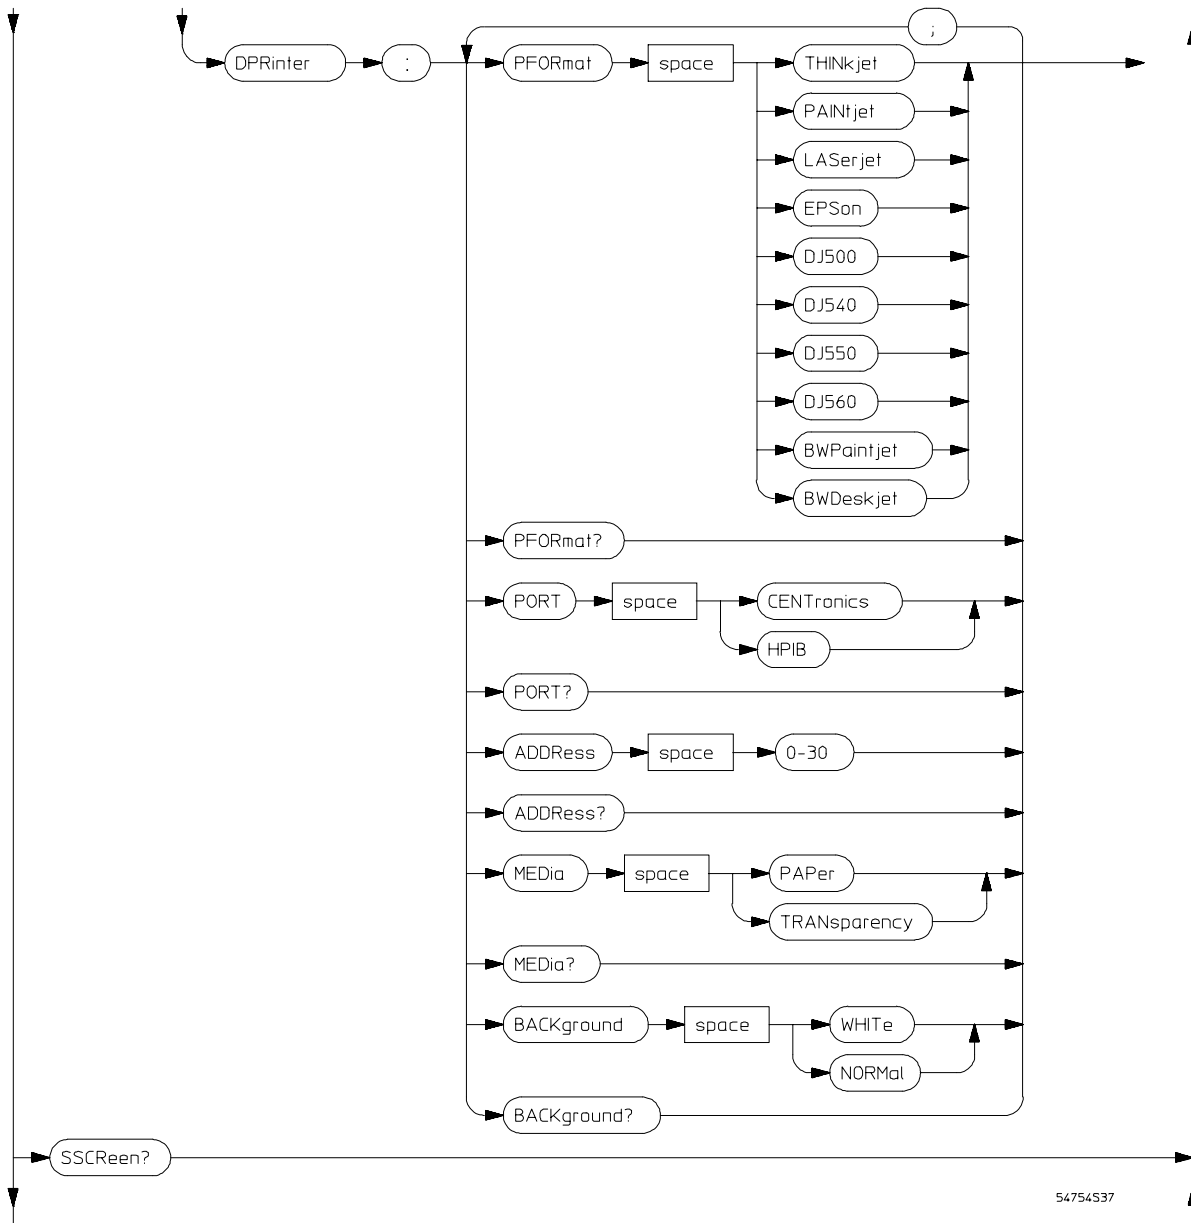 ;
DPRinter : PFORmat space THINkjet
PAINtjet
LASerjet
EPSon
DJ500
DJ540
DJ550
DJ560
BWPaintjet
BWDeskjet
PFORmat?
PORT space CENTronics
HPIB
PORT?
ADDRess space 0-30
ADDRess?
MEDia space PAPer
TRANsparency
MEDia?
BACKground space WHITe
NORMal
BACKground?
SSCReen?
54754S37